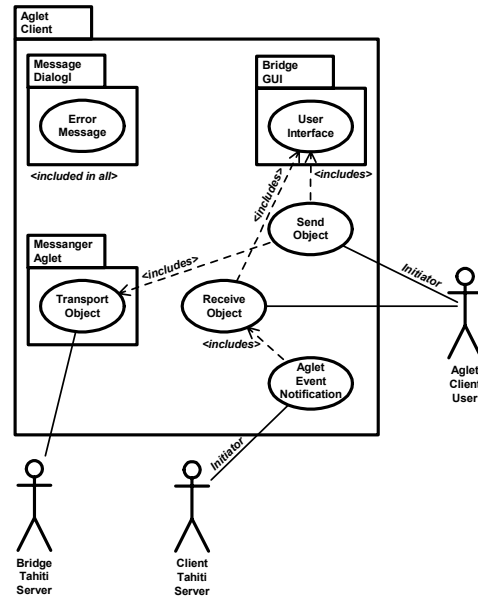 Aglet
Client
Message
Dialogl
Error
Message
<included in all>
Bridge
GUI
User
Interface
<includes>
<includes>
Send
Object
Messanger
Aglet
<includes>
Transport
Object
Receive
Object
<includes>
Initiator
Aglet
Event
Notification
Aglet
Client
User
Initiator
Bridge
Tahiti
Server
Client
Tahiti
Server